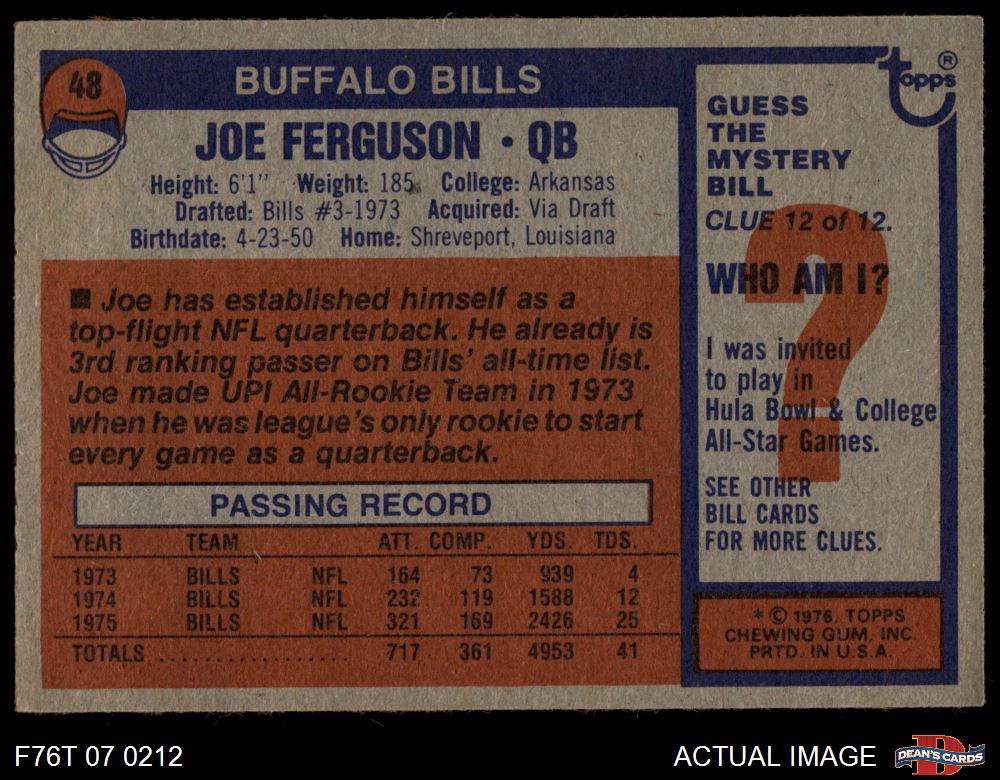 48
BUFFALO BILLS
JOE FERGUSON • QB
Height: 6'1" Weight: 185 College: Arkansas
Drafted: Bills #3-1973 Acquired: Via Draft
Birthdate: 4-23-50 Home: Shreveport, Louisiana
■ Joe has established himself as a
top-flight NFL quarterback. He already is
3rd ranking passer on Bills' all-time list.
Joe made UPI All-Rookie Team in 1973
when he was league's only rookie to start
every game as a quarterback.
PASSING RECORD
YEAR TEAM ATT. COMP. YDS. TDS.
1973 BILLS NFL 164 73 939 4
1974 BILLS NFL 232 119 1588 12
1975 BILLS NFL 321 169 2426 25
TOTALS .................. 717 361 4953 41
topps ®
GUESS
THE
MYSTERY
BILL
CLUE 12 of 12.
?
WHO AM I?
I was invited
to play in
Hula Bowl & College
All-Star Games.
SEE OTHER
BILL CARDS
FOR MORE CLUES.
* © 1976, TOPPS
CHEWING GUM, INC.
PRTD. IN U.S.A.
F76T 07 0212
ACTUAL IMAGE
D
DEAN'S CARDS